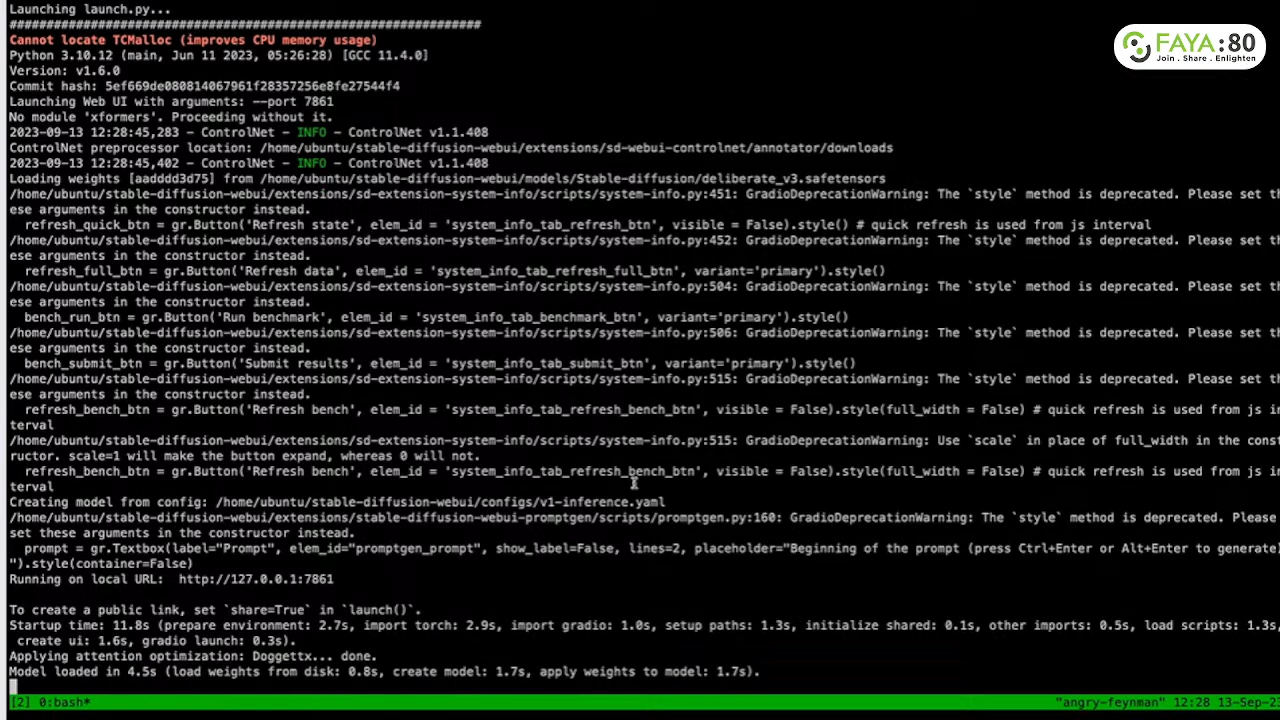 Launching launch.py...
################################################################
Cannot locate TCMalloc (improves CPU memory usage)
Python 3.10.12 (main, Jun 11 2023, 05:26:28) [GCC 11.4.0]
Version: v1.6.0
Commit hash: 5ef669de080814067961f28357256e8fe27544f4
Launching Web UI with arguments: --port 7861
No module 'xformers'. Proceeding without it.
2023-09-13 12:28:45,283 - ControlNet - INFO - ControlNet v1.1.408
ControlNet preprocessor location: /home/ubuntu/stable-diffusion-webui/extensions/sd-webui-controlnet/annotator/downloads
2023-09-13 12:28:45,402 - ControlNet - INFO - ControlNet v1.1.408
Loading weights [aadddd3d75] from /home/ubuntu/stable-diffusion-webui/models/Stable-diffusion/deliberate_v3.safetensors
/home/ubuntu/stable-diffusion-webui/extensions/sd-extension-system-info/scripts/system-info.py:451: GradioDeprecationWarning: The `style` method is deprecated. Please set th
ese arguments in the constructor instead.
refresh_quick_btn = gr.Button('Refresh state', elem_id = 'system_info_tab_refresh_btn', visible = False).style() # quick refresh is used from js interval
/home/ubuntu/stable-diffusion-webui/extensions/sd-extension-system-info/scripts/system-info.py:452: GradioDeprecationWarning: The `style` method is deprecated. Please set th
ese arguments in the constructor instead.
refresh_full_btn = gr.Button('Refresh data', elem_id = 'system_info_tab_refresh_full_btn', variant='primary').style()
/home/ubuntu/stable-diffusion-webui/extensions/sd-extension-system-info/scripts/system-info.py:504: GradioDeprecationWarning: The `style` method is deprecated. Please set th
ese arguments in the constructor instead.
bench_run_btn = gr.Button('Run benchmark', elem_id = 'system_info_tab_benchmark_btn', variant='primary').style()
/home/ubuntu/stable-diffusion-webui/extensions/sd-extension-system-info/scripts/system-info.py:506: GradioDeprecationWarning: The `style` method is deprecated. Please set th
ese arguments in the constructor instead.
bench_submit_btn = gr.Button('Submit results', elem_id = 'system_info_tab_submit_btn', variant='primary').style()
/home/ubuntu/stable-diffusion-webui/extensions/sd-extension-system-info/scripts/system-info.py:515: GradioDeprecationWarning: The `style` method is deprecated. Please set th
ese arguments in the constructor instead.
refresh_bench_btn = gr.Button('Refresh bench', elem_id = 'system_info_tab_refresh_bench_btn', visible = False).style(full_width = False) # quick refresh is used from js in
terval
/home/ubuntu/stable-diffusion-webui/extensions/sd-extension-system-info/scripts/system-info.py:515: GradioDeprecationWarning: Use `scale` in place of full_width in the const
ructor. scale=1 will make the button expand, whereas 0 will not.
refresh_bench_btn = gr.Button('Refresh bench', elem_id = 'system_info_tab_refresh_bench_btn', visible = False).style(full_width = False) # quick refresh is used from js in
terval
Creating model from config: /home/ubuntu/stable-diffusion-webui/configs/v1-inference.yaml
/home/ubuntu/stable-diffusion-webui/extensions/stable-diffusion-webui-promptgen/scripts/promptgen.py:160: GradioDeprecationWarning: The `style` method is deprecated. Please
set these arguments in the constructor instead.
prompt = gr.Textbox(label="Prompt", elem_id="promptgen_prompt", show_label=False, lines=2, placeholder="Beginning of the prompt (press Ctrl+Enter or Alt+Enter to generate)
").style(container=False)
Running on local URL:  http://127.0.0.1:7861
To create a public link, set `share=True` in `launch()`.
Startup time: 11.8s (prepare environment: 2.7s, import torch: 2.9s, import gradio: 1.0s, setup paths: 1.3s, initialize shared: 0.1s, other imports: 0.5s, load scripts: 1.3s,
create ui: 1.6s, gradio launch: 0.3s).
Applying attention optimization: Doggettx... done.
Model loaded in 4.5s (load weights from disk: 0.8s, create model: 1.7s, apply weights to model: 1.7s).
[2] 0:bash* "angry-feynman" 12:28 13-Sep-23
FAYA:80
Join . Share . Enlighten